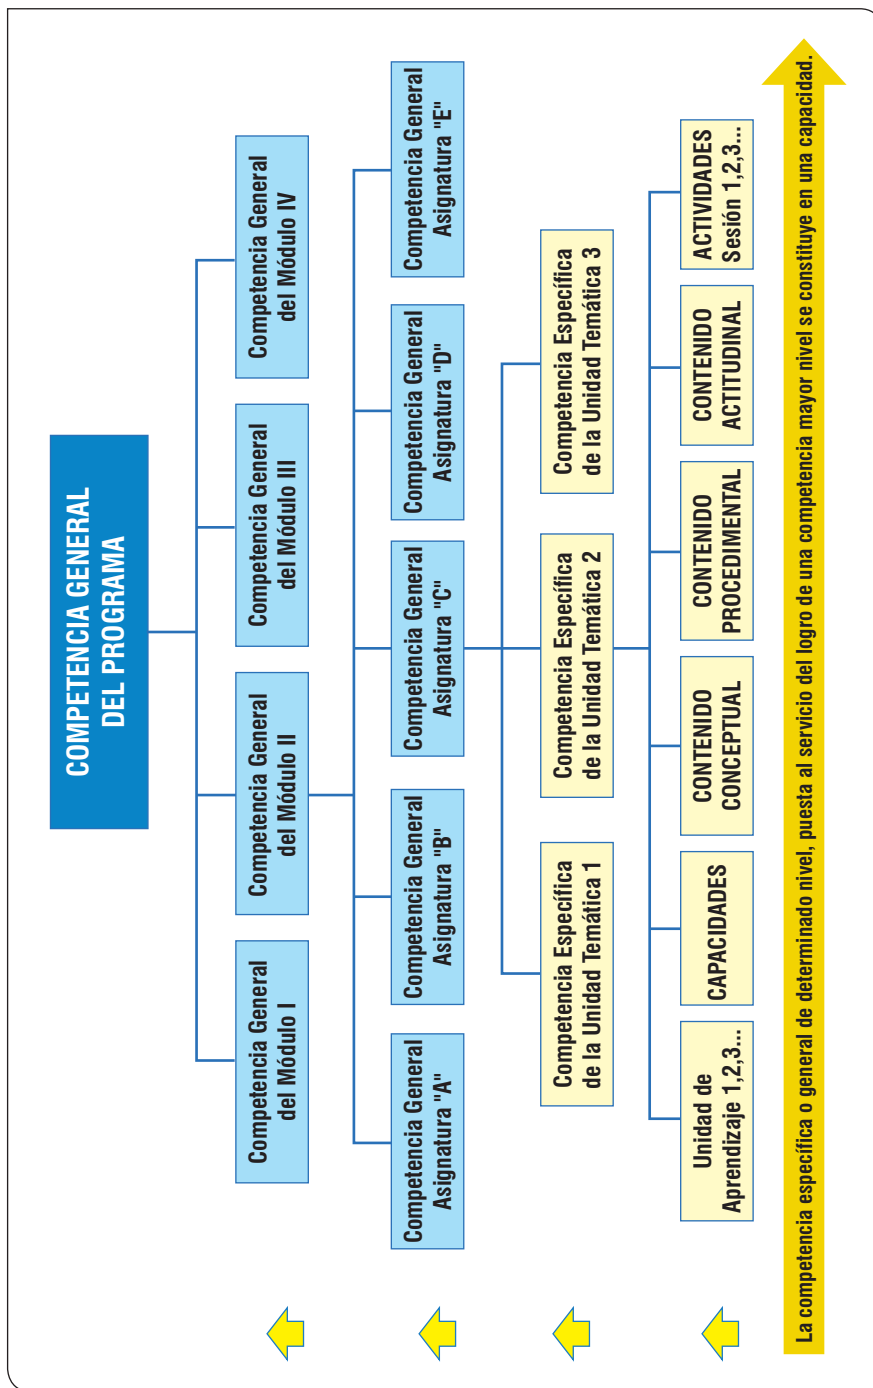 COMPETENCIA GENERAL
DEL PROGRAMA
Competencia General
del Módulo I
Competencia General
del Módulo II
Competencia General
del Módulo III
Competencia General
del Módulo IV
Competencia General
Asignatura "A"
Competencia General
Asignatura "B"
Competencia General
Asignatura "C"
Competencia General
Asignatura "D"
Competencia General
Asignatura "E"
Competencia Específica
de la Unidad Temática 1
Competencia Específica
de la Unidad Temática 2
Competencia Específica
de la Unidad Temática 3
Unidad de
Aprendizaje 1,2,3...
CAPACIDADES
CONTENIDO
CONCEPTUAL
CONTENIDO
PROCEDIMENTAL
CONTENIDO
ACTITUDINAL
ACTIVIDADES
Sesión 1,2,3...
La competencia específica o general de determinado nivel, puesta al servicio del logro de una competencia mayor nivel se constituye en una capacidad.